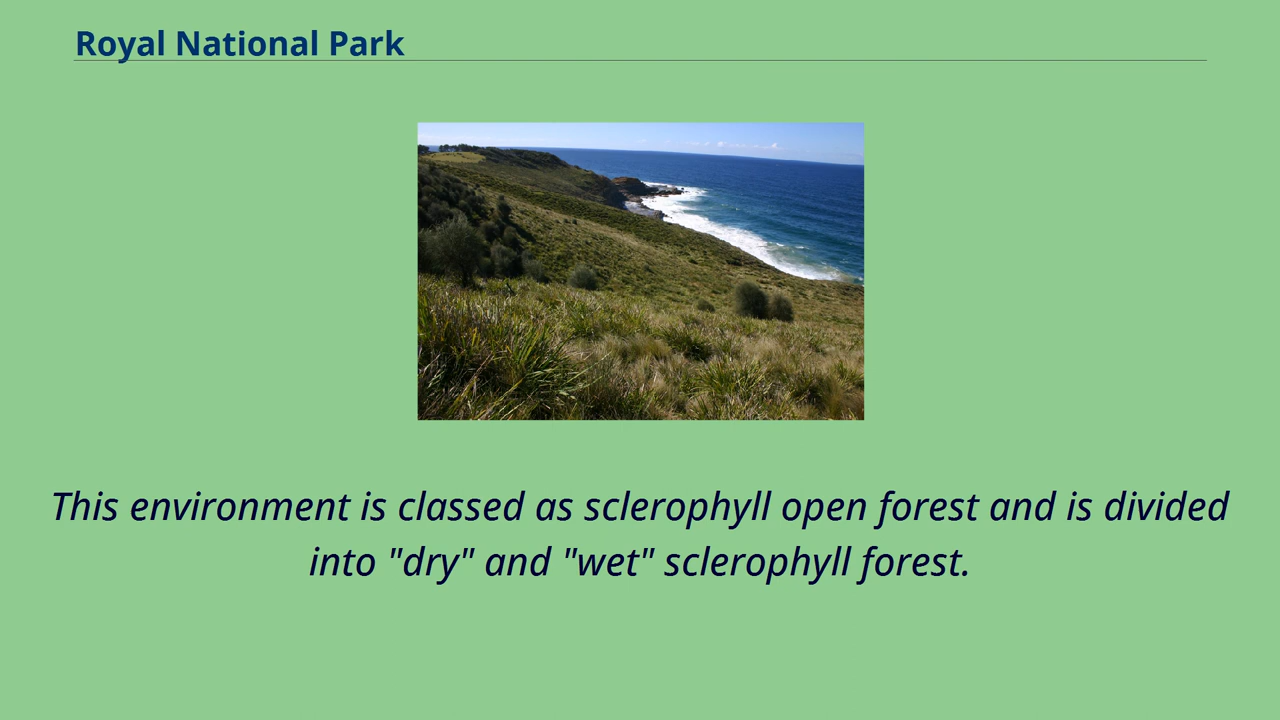 Royal National Park
This environment is classed as sclerophyll open forest and is divided
into "dry" and "wet" sclerophyll forest.